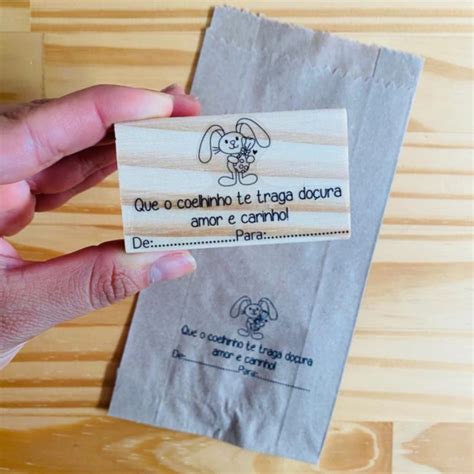 Que o coelhinho te traga doçura
amor e carinho!
De:........................Para:........................
Que o coelhinho te traga doçura
amor e carinho!
De:........................Para:........................